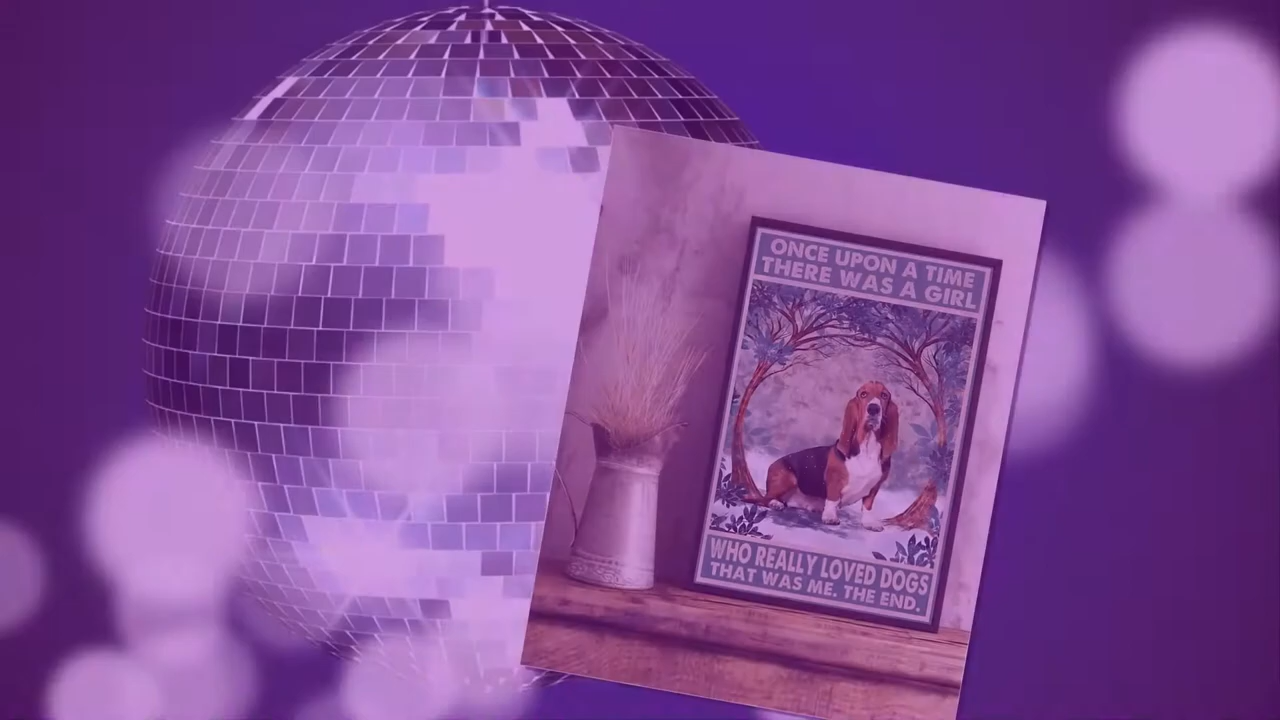 ONCE UPON A TIME
THERE WAS A GIRL
WHO REALLY LOVED DOGS
THAT WAS ME. THE END.